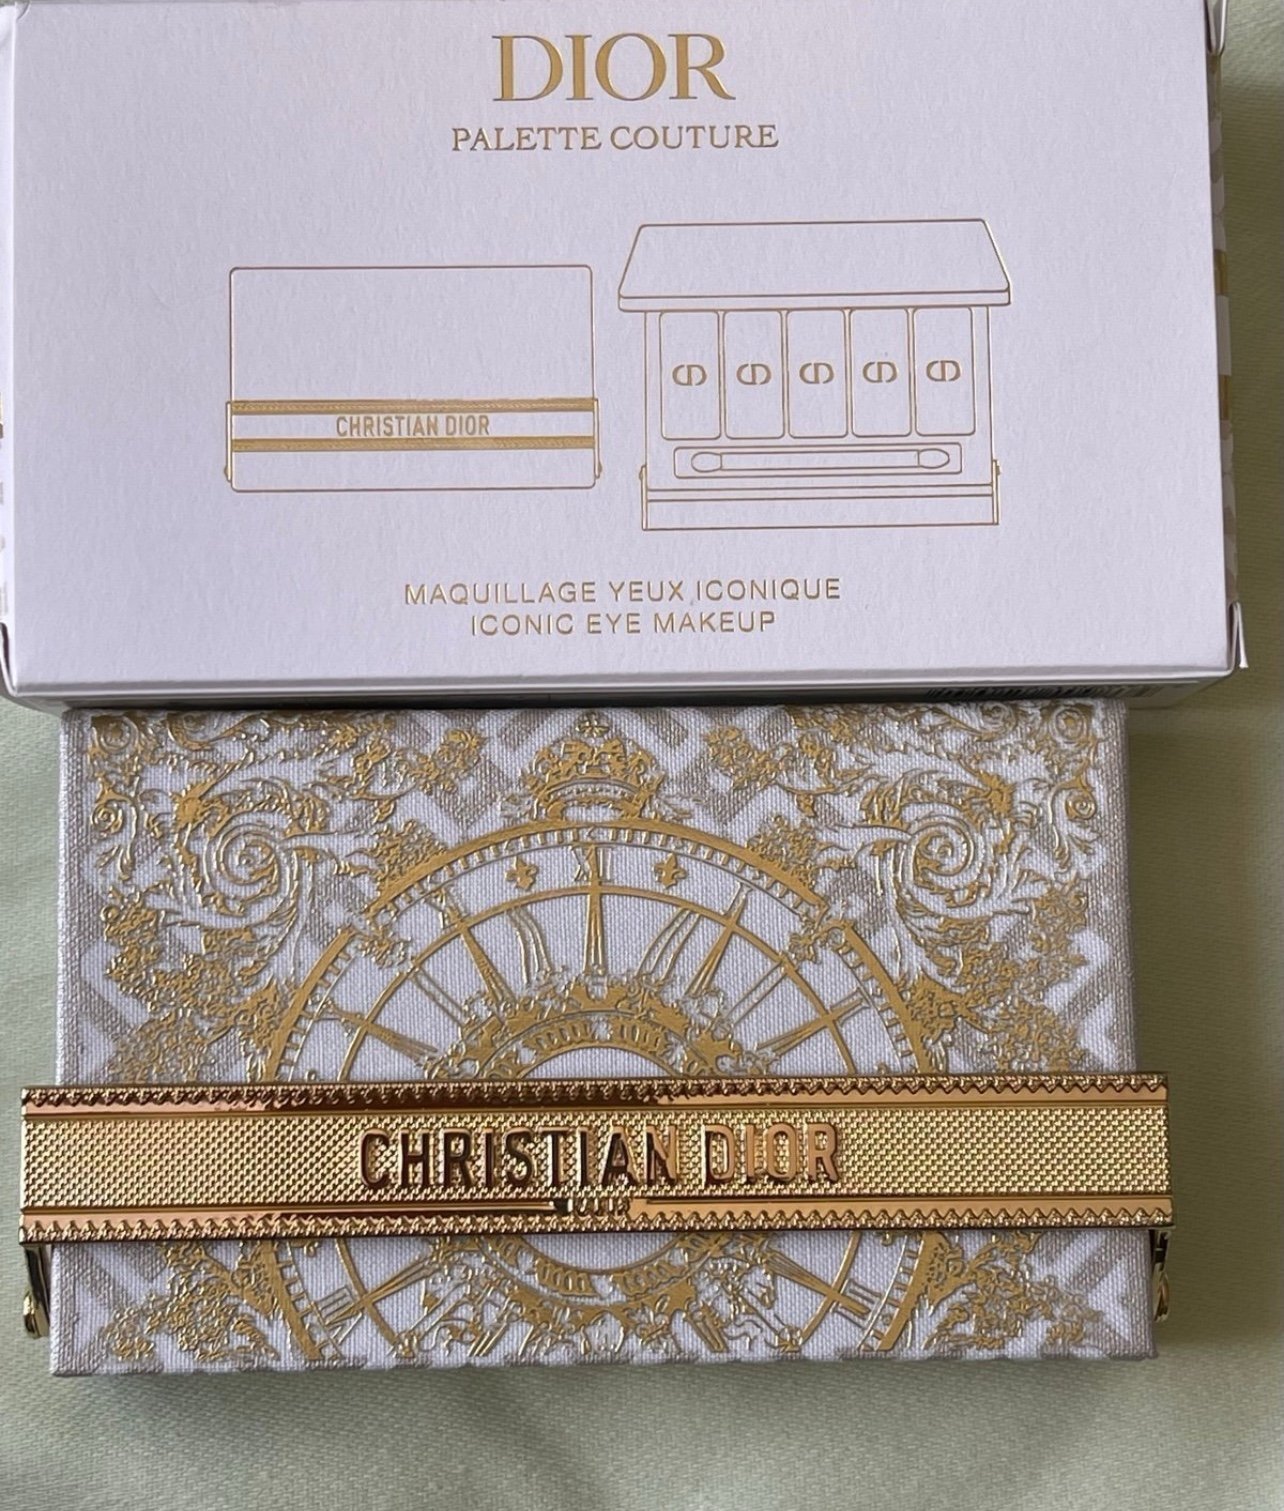 DIOR
PALETTE COUTURE
CHRISTIAN DIOR
MAQUILLAGE YEUX ICONIQUE
ICONIC EYE MAKEUP
CHRISTIAN DIOR